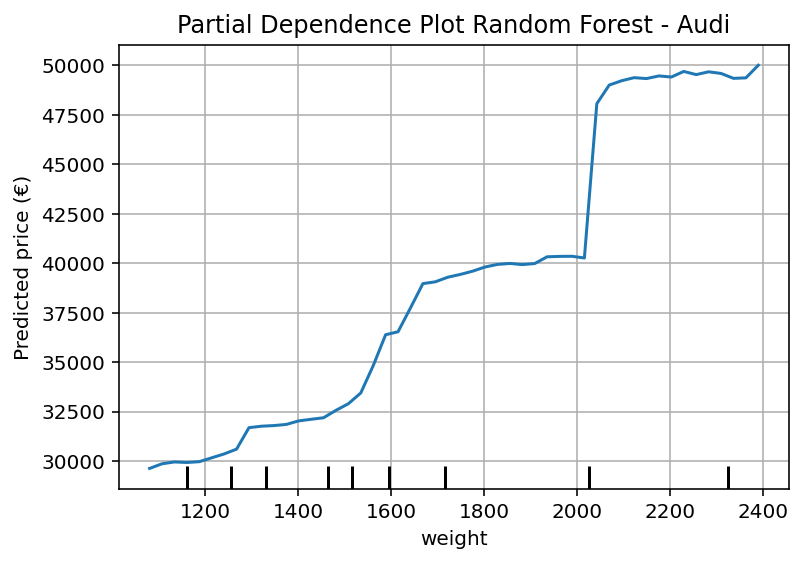 Partial Dependence Plot Random Forest - Audi
Predicted price (€)
50000
47500
45000
42500
40000
37500
35000
32500
30000
1200 1400 1600 1800 2000 2200 2400
weight